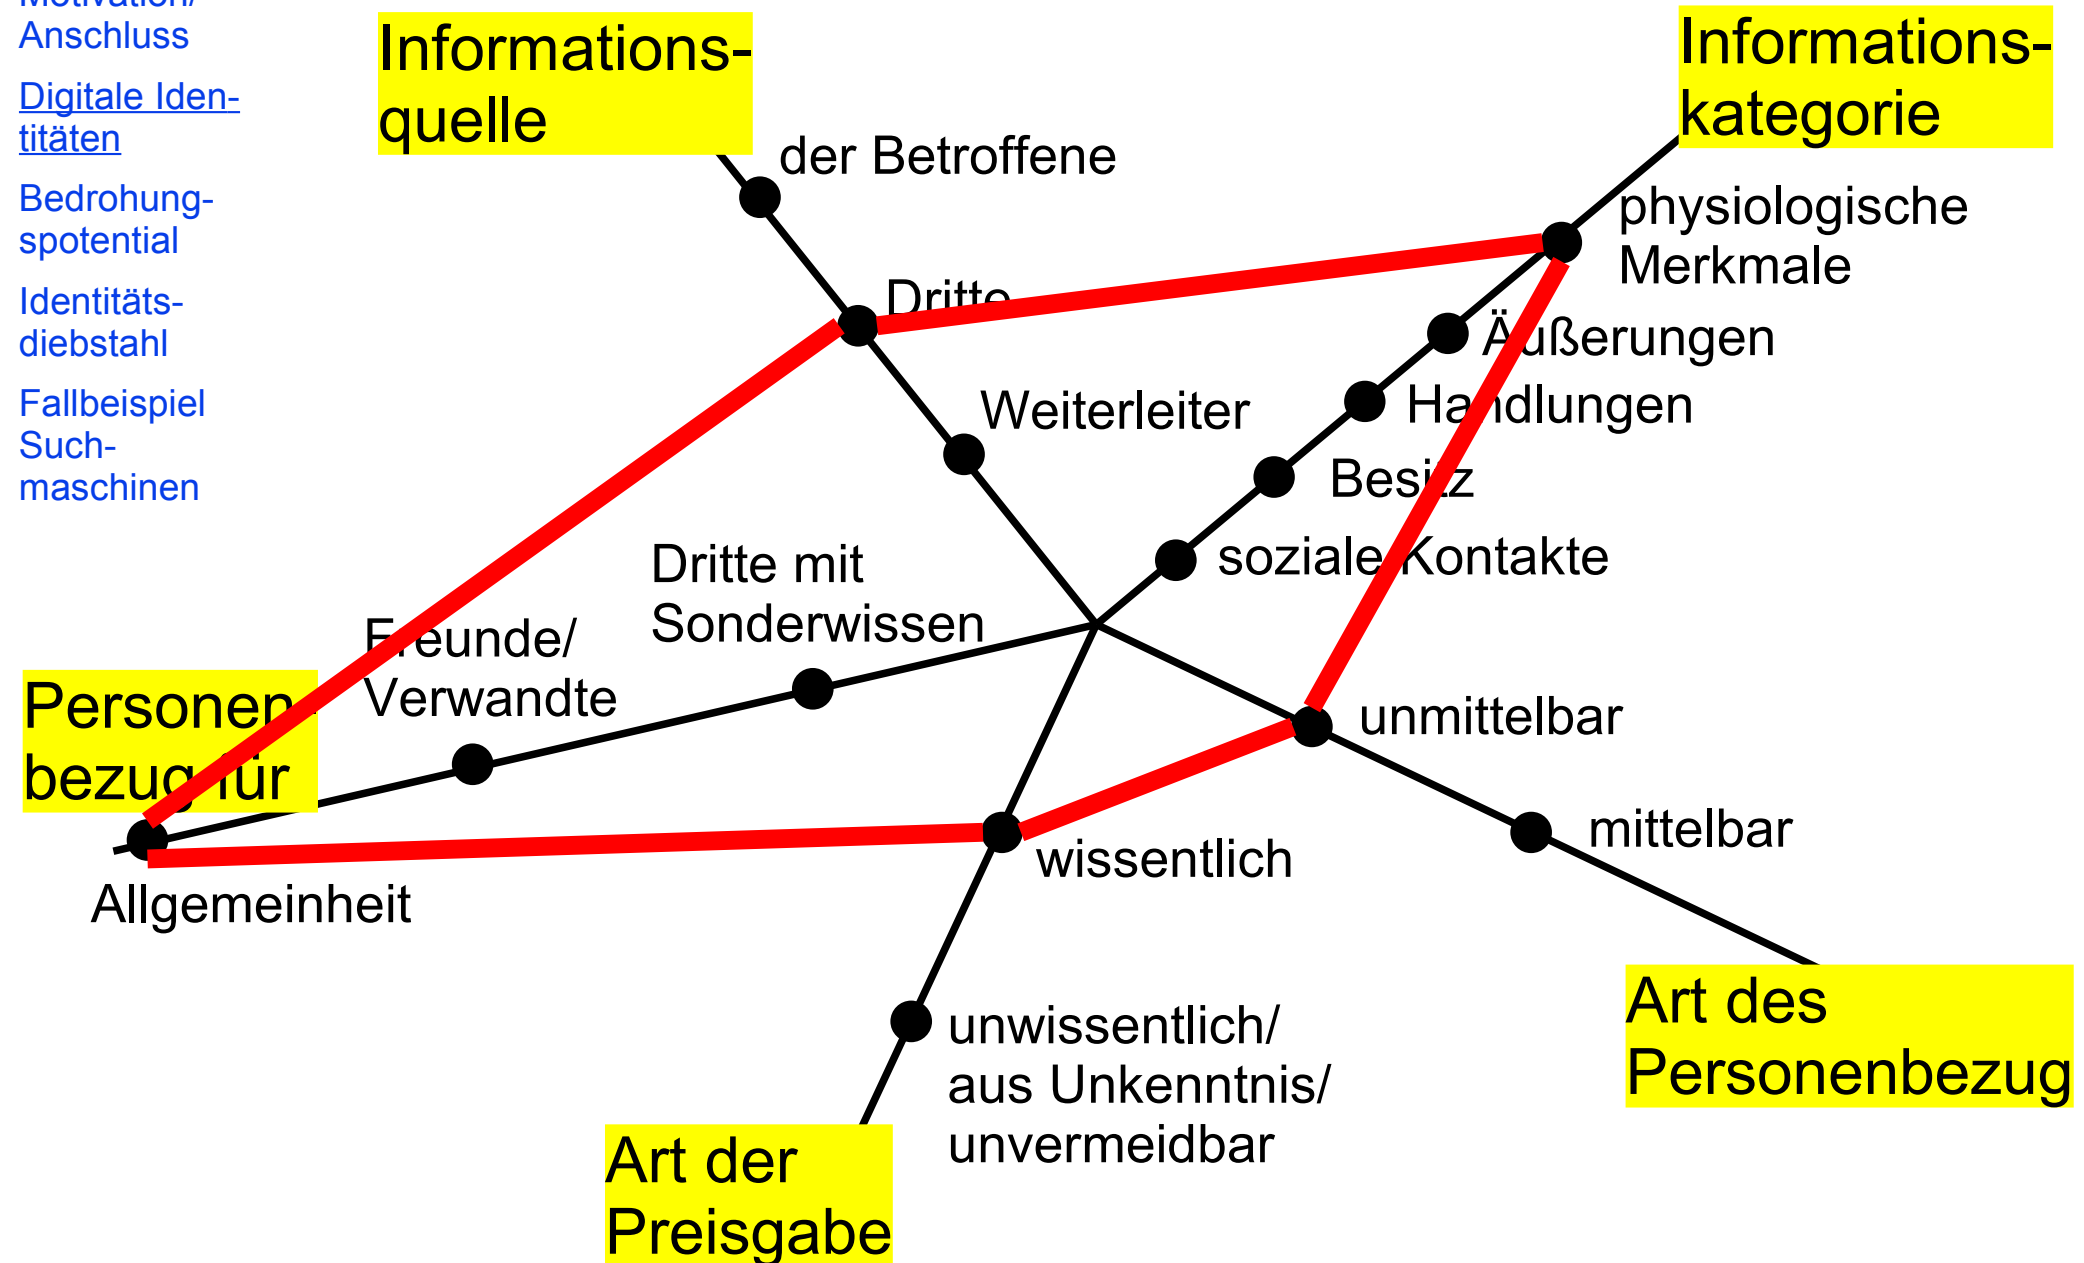 Motivation/
Anschluss
Digitale Iden-
titäten
Bedrohung-
spotential
Identitäts-
diebstahl
Fallbeispiel
Such-
maschinen
Informations-
quelle
der Betroffene
Dritte
Weiterleiter
Informations-
kategorie
physiologische
Merkmale
Äußerungen
Handlungen
Besitz
soziale Kontakte
Dritte mit
Sonderwissen
Freunde/
Verwandte
Personen-
bezug für
Allgemeinheit
unmittelbar
mittelbar
Art des
Personenbezug
wissentlich
unwissentlich/
aus Unkenntnis/
unvermeidbar
Art der
Preisgabe